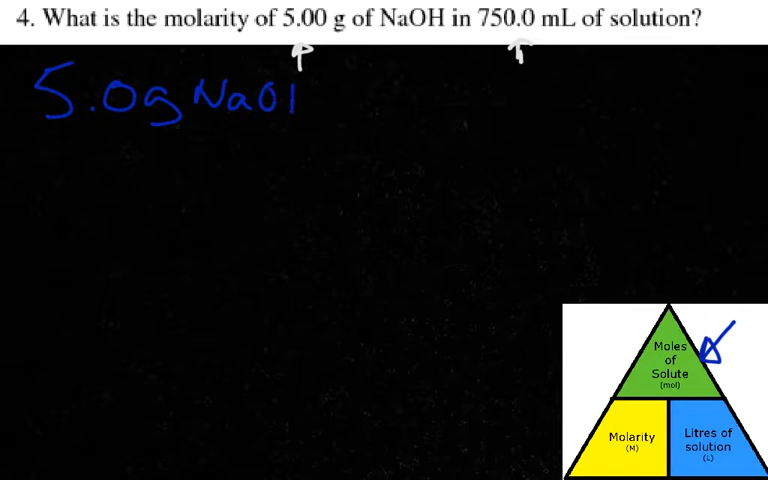 4. What is the molarity of 5.00 g of NaOH in 750.0 mL of solution?
5.0g NaOl
Moles
of
Solute
(mol)
Molarity
(M)
Litres of
solution
(L)